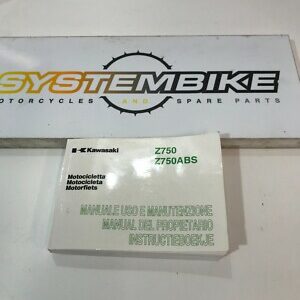 SYSTEMBIKE
MOTORCYCLES AND SPARE PARTS
Kawasaki
Z750
Z750ABS
Motocicletta
Motocicleta
Motorfiets
MANUALE USO E MANUTENZIONE
MANUAL DEL PROPIETARIO
INSTRUCTIEBOEKJE